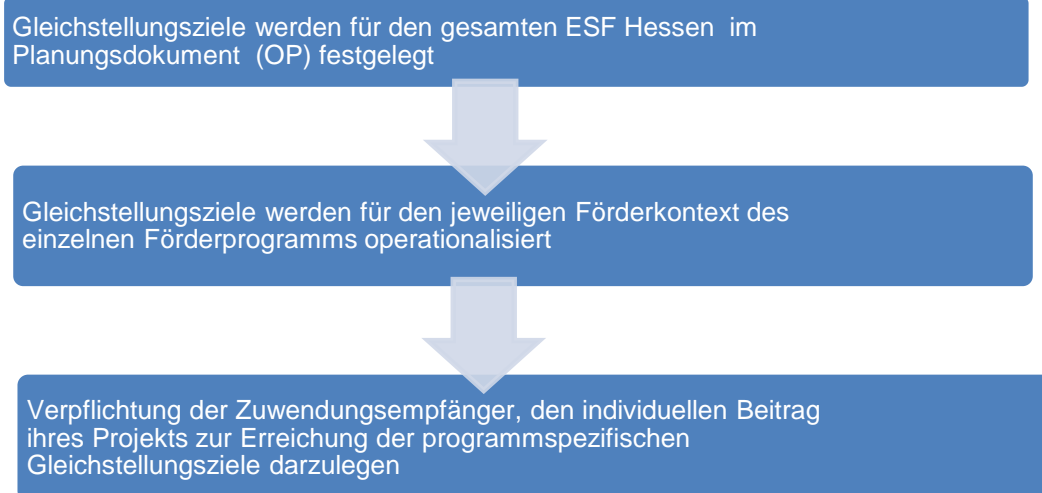 Gleichstellungsziele werden für den gesamten ESF Hessen im
Planungsdokument (OP) festgelegt
Gleichstellungsziele werden für den jeweiligen Förderkontext des
einzelnen Förderprogramms operationalisiert
Verpflichtung der Zuwendungsempfänger, den individuellen Beitrag
ihres Projekts zur Erreichung der programmspezifischen
Gleichstellungsziele darzulegen